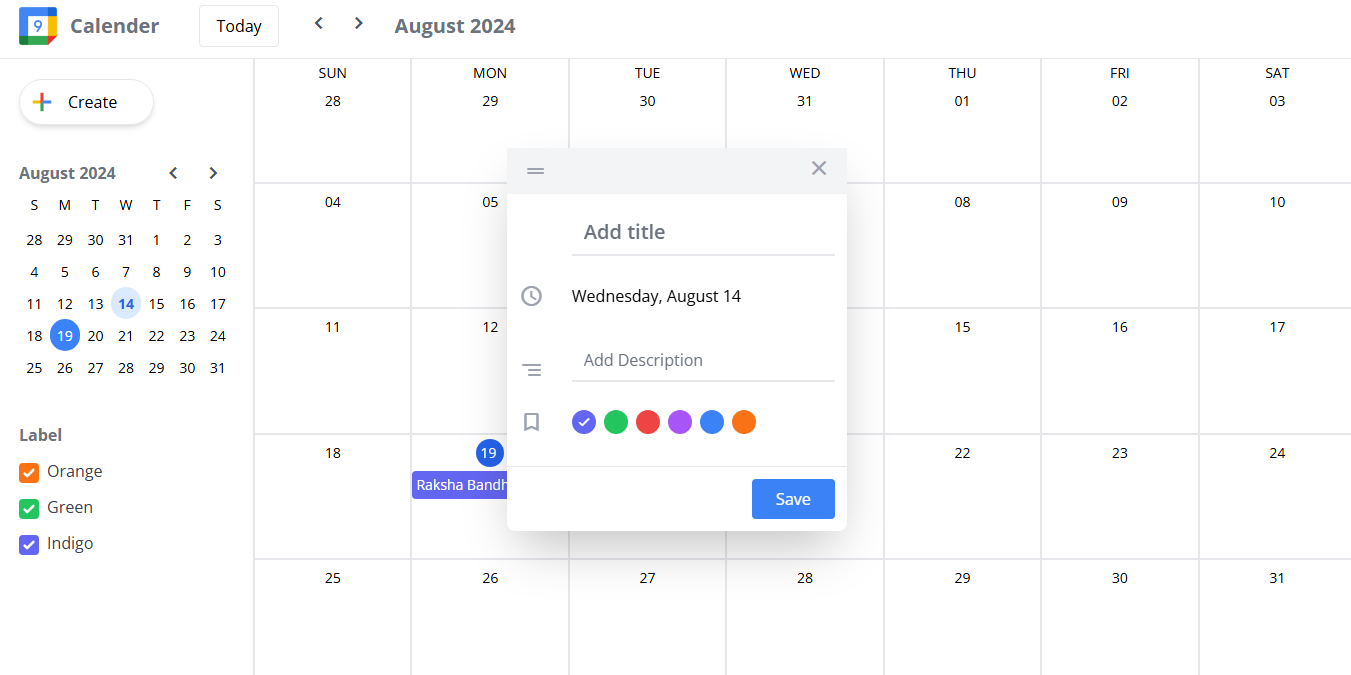 9 Calender Today August 2024
Create
August 2024
S M T W T F S
28 29 30 31 1 2 3
4 5 6 7 8 9 10
11 12 13 14 15 16 17
18 19 20 21 22 23 24
25 26 27 28 29 30 31
Label
Orange
Green
Indigo
SUN MON TUE WED THU FRI SAT
28 29 30 31 01 02 03
04 05 08 09 10
11 12 15 16 17
18 19 22 23 24
Raksha Bandh
25 26 27 28 29 30 31
Add title
Wednesday, August 14
Add Description
Save